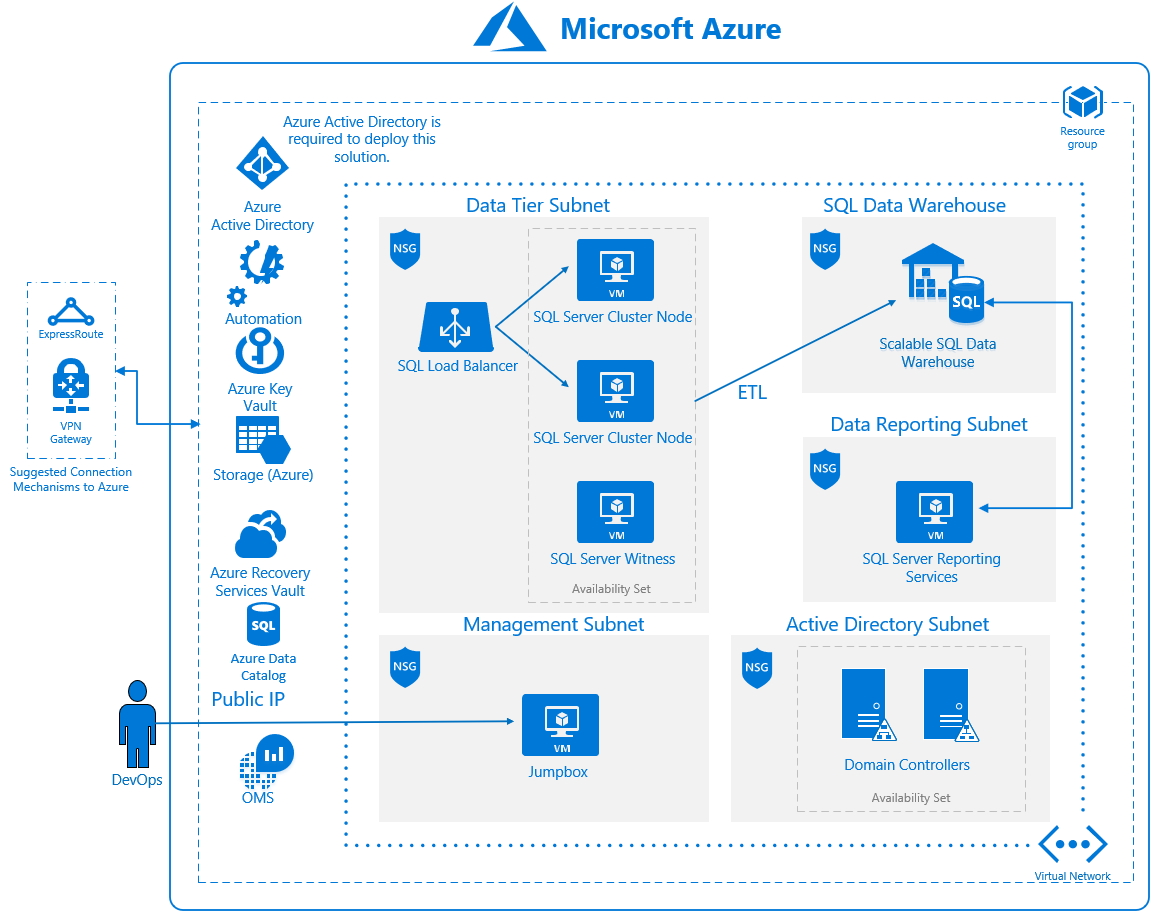 Microsoft Azure
Resource
group
Azure Active Directory is
required to deploy this
solution.
Azure
Active Directory
Automation
Azure Key
Vault
Storage (Azure)
Azure Recovery
Services Vault
SQL
Azure Data
Catalog
Public IP
OMS
ExpressRoute
VPN
Gateway
Suggested Connection
Mechanisms to Azure
DevOps
Data Tier Subnet
NSG
SQL Load Balancer
VM
SQL Server Cluster Node
VM
SQL Server Cluster Node
VM
SQL Server Witness
Availability Set
ETL
SQL Data Warehouse
NSG
SQL
Scalable SQL Data
Warehouse
Data Reporting Subnet
NSG
VM
SQL Server Reporting
Services
Management Subnet
NSG
VM
Jumpbox
Active Directory Subnet
NSG
Domain Controllers
Availability Set
Virtual Network